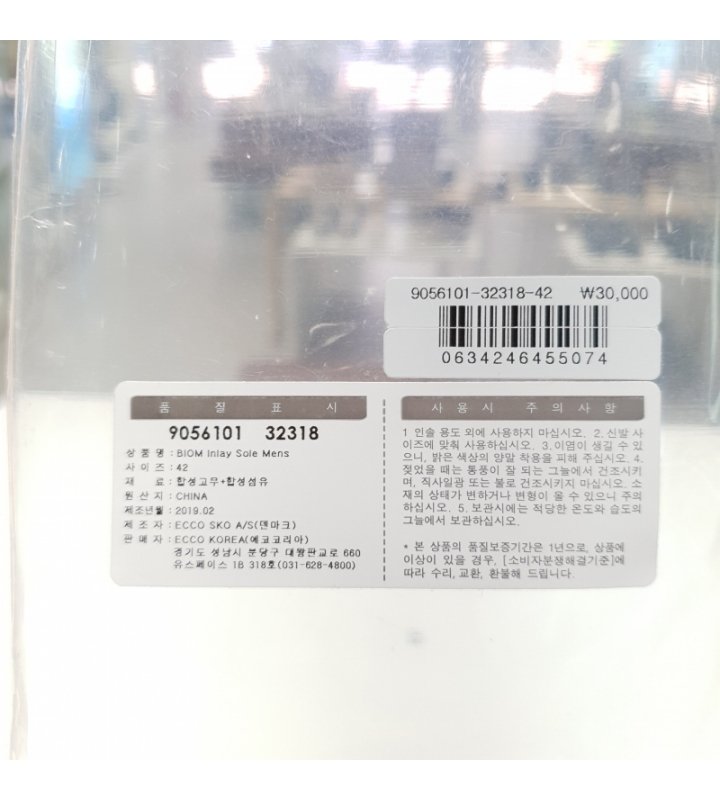 9056101-32318-42 ₩30,000
0634246455074
품 질 표 시
9056101 32318
상 품 명 : BIOM Inlay Sole Mens
사 이 즈 : 42
재 료 : 합성고무+합성섬유
원 산 지 : CHINA
제조년월 : 2019.02
제 조 자 : ECCO SKO A/S(덴마크)
판 매 자 : ECCO KOREA(에코코리아)
경기도 성남시 분당구 대왕판교로 660
유스페이스 1B 318호(031-628-4800)
사 용 시 주 의 사 항
1 인솔 용도 외에 사용하지 마십시오. 2.신발 사
이즈에 맞춰 사용하십시오. 3.이염이 생길 수 있
으니, 밝은 색상의 양말 착용을 피해 주십시오. 4.
젖었을 때는 통풍이 잘 되는 그늘에서 건조시키
며, 직사일광 또는 불로 건조시키지 마십시오. 소
재의 상태가 변하거나 변형이 올 수 있으니 주의
하십시오. 5. 보관시에는 적당한 온도와 습도의
그늘에서 보관하십시오.
* 본 상품의 품질보증기간은 1년으로, 상품에
이상이 있을 경우, [소비자분쟁해결기준]에
따라 수리, 교환, 환불해 드립니다.